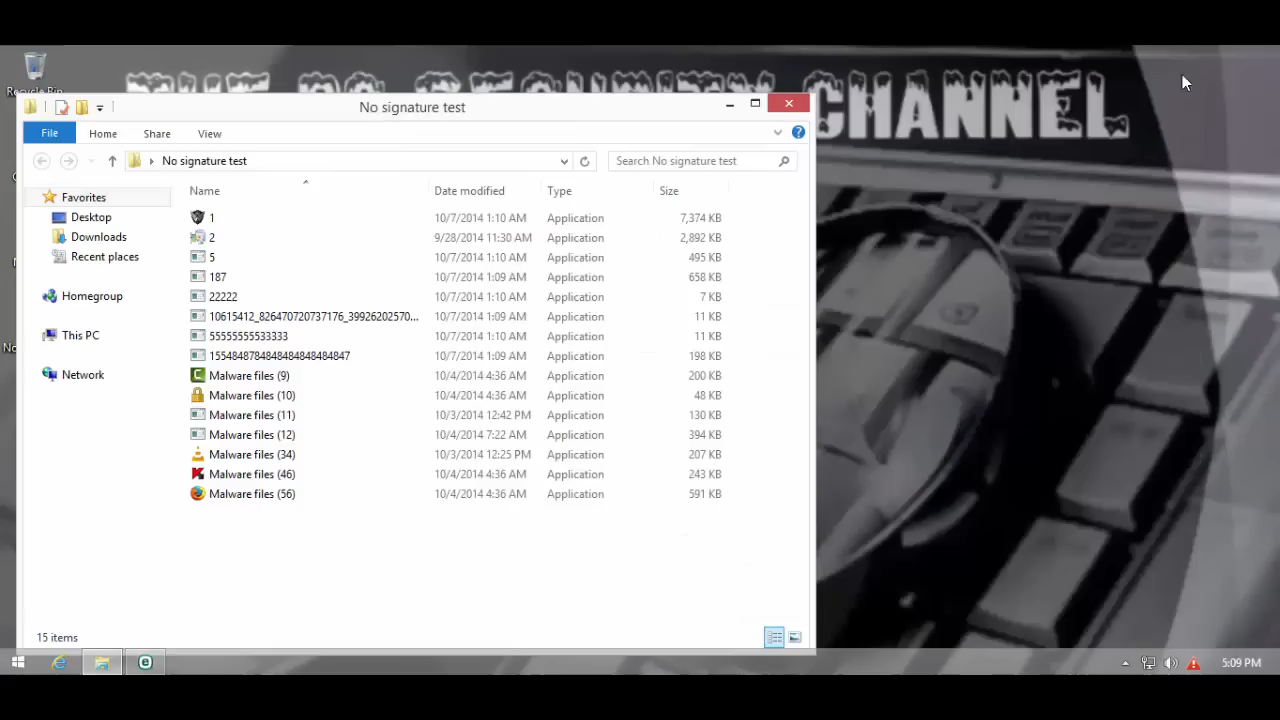 Recycle Bin
CHANNEL
No signature test
File Home Share View
No signature test
Search No signature test
Name Date modified Type Size
Favorites
Desktop
Downloads
Recent places
Homegroup
This PC
Network
1 10/7/2014 1:10 AM Application 7,374 KB
2 9/28/2014 11:30 AM Application 2,892 KB
5 10/7/2014 1:10 AM Application 495 KB
187 10/7/2014 1:09 AM Application 658 KB
22222 10/7/2014 1:10 AM Application 7 KB
10615412_826470720737176_39926202570... 10/7/2014 1:09 AM Application 11 KB
55555555533333 10/7/2014 1:10 AM Application 11 KB
1554848784848484848484847 10/7/2014 1:09 AM Application 198 KB
Malware files (9) 10/4/2014 4:36 AM Application 200 KB
Malware files (10) 10/4/2014 4:36 AM Application 48 KB
Malware files (11) 10/3/2014 12:42 PM Application 130 KB
Malware files (12) 10/4/2014 7:22 AM Application 394 KB
Malware files (34) 10/3/2014 12:25 PM Application 207 KB
Malware files (46) 10/4/2014 4:36 AM Application 243 KB
Malware files (56) 10/4/2014 4:36 AM Application 591 KB
15 items
5:09 PM